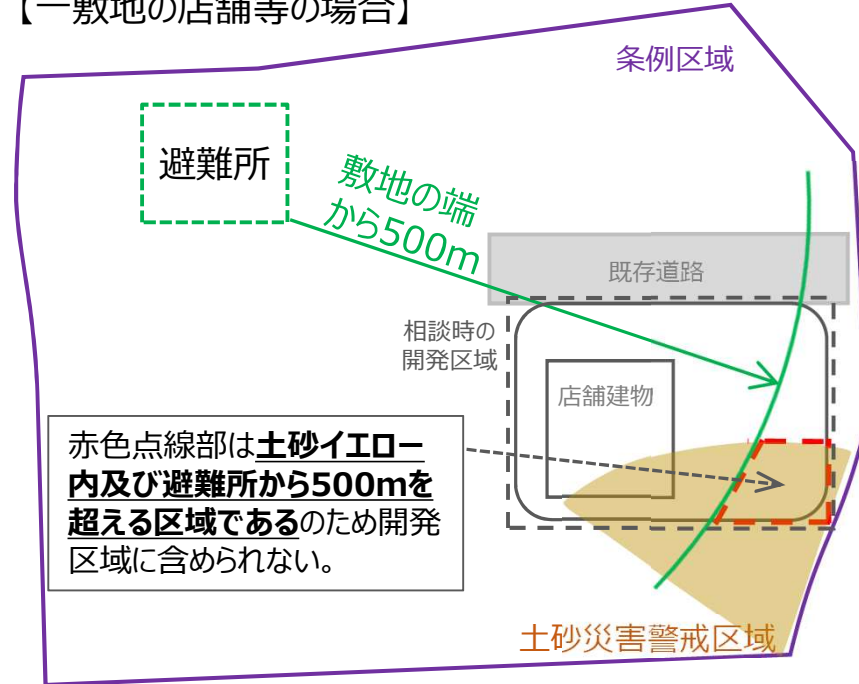 【一敷地の店舗等の場合】
条例区域
避難所
敷地の端
から500m
既存道路
相談時の
開発区域
店舗建物
赤色点線部は土砂イエロー
内及び避難所から500mを
超える区域であるのため開発
区域に含められない。
土砂災害警戒区域